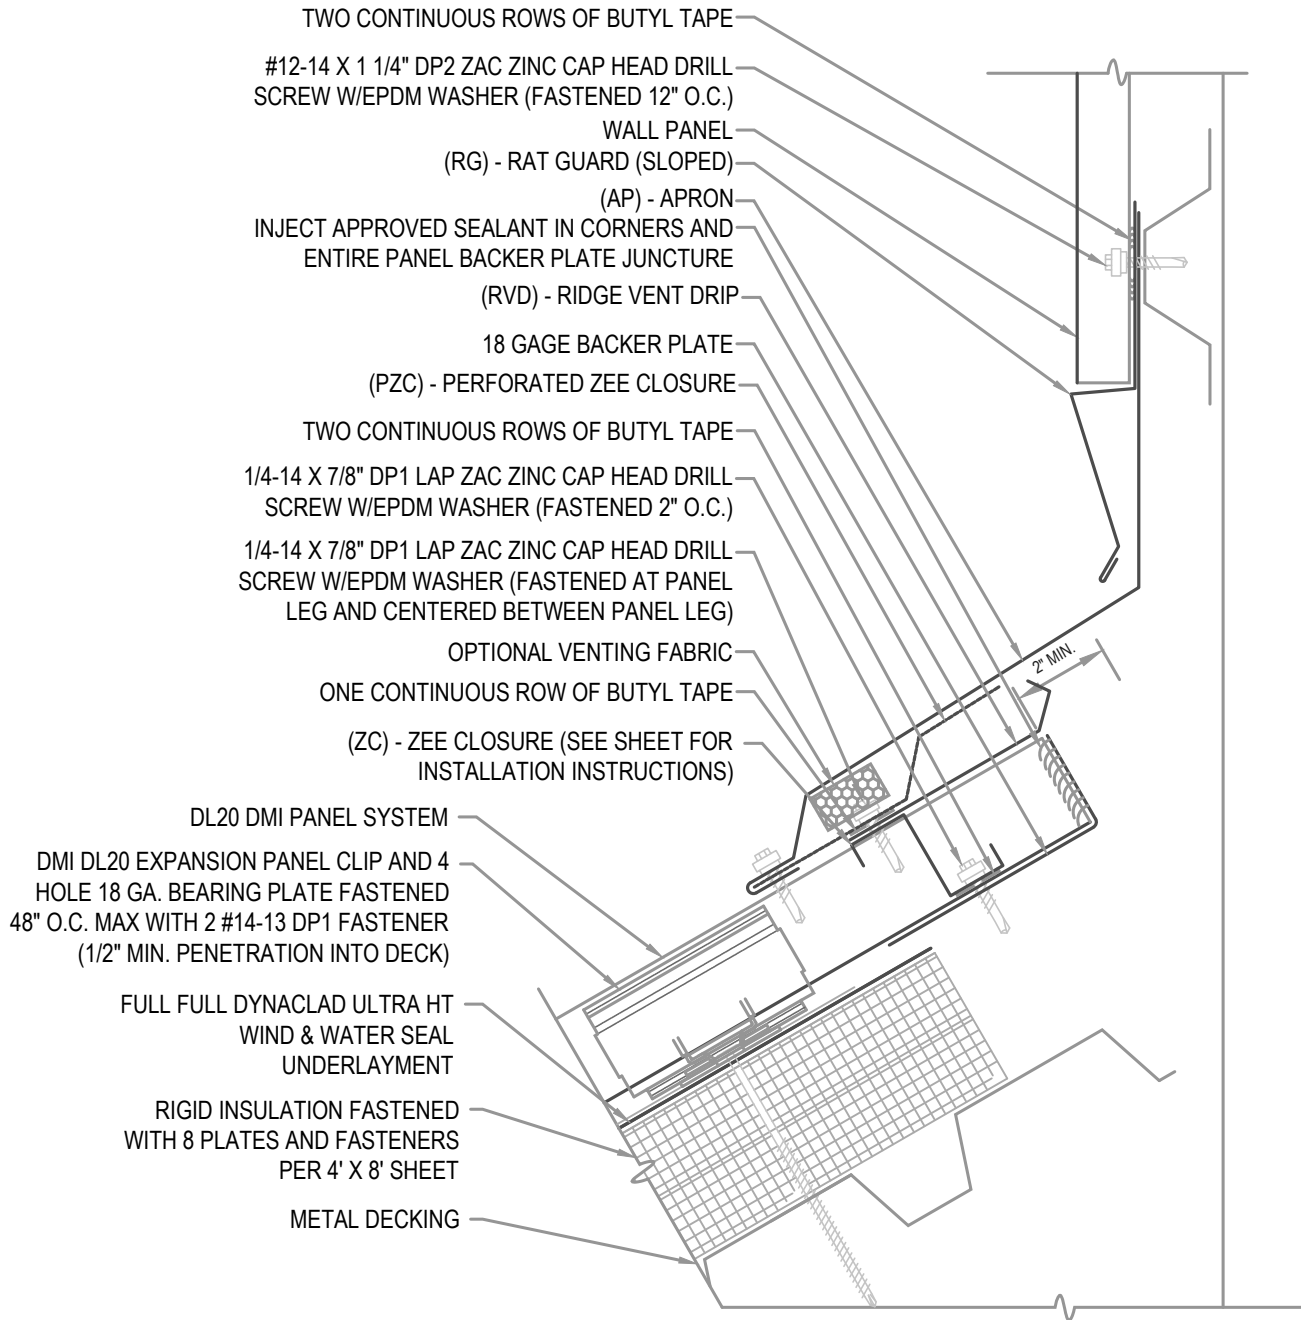 TWO CONTINUOUS ROWS OF BUTYL TAPE
#12-14 X 1 1/4" DP2 ZAC ZINC CAP HEAD DRILL
SCREW W/EPDM WASHER (FASTENED 12" O.C.)
WALL PANEL
(RG) - RAT GUARD (SLOPED)
(AP) - APRON
INJECT APPROVED SEALANT IN CORNERS AND
ENTIRE PANEL BACKER PLATE JUNCTURE
(RVD) - RIDGE VENT DRIP
18 GAGE BACKER PLATE
(PZC) - PERFORATED ZEE CLOSURE
TWO CONTINUOUS ROWS OF BUTYL TAPE
1/4-14 X 7/8" DP1 LAP ZAC ZINC CAP HEAD DRILL
SCREW W/EPDM WASHER (FASTENED 2" O.C.)
1/4-14 X 7/8" DP1 LAP ZAC ZINC CAP HEAD DRILL
SCREW W/EPDM WASHER (FASTENED AT PANEL
LEG AND CENTERED BETWEEN PANEL LEG)
OPTIONAL VENTING FABRIC
2" MIN.
ONE CONTINUOUS ROW OF BUTYL TAPE
(ZC) - ZEE CLOSURE (SEE SHEET FOR
INSTALLATION INSTRUCTIONS)
DL20 DMI PANEL SYSTEM
DMI DL20 EXPANSION PANEL CLIP AND 4
HOLE 18 GA. BEARING PLATE FASTENED
48" O.C. MAX WITH 2 #14-13 DP1 FASTENER
(1/2" MIN. PENETRATION INTO DECK)
FULL FULL DYNACLAD ULTRA HT
WIND & WATER SEAL
UNDERLAYMENT
RIGID INSULATION FASTENED
WITH 8 PLATES AND FASTENERS
PER 4' X 8' SHEET
METAL DECKING